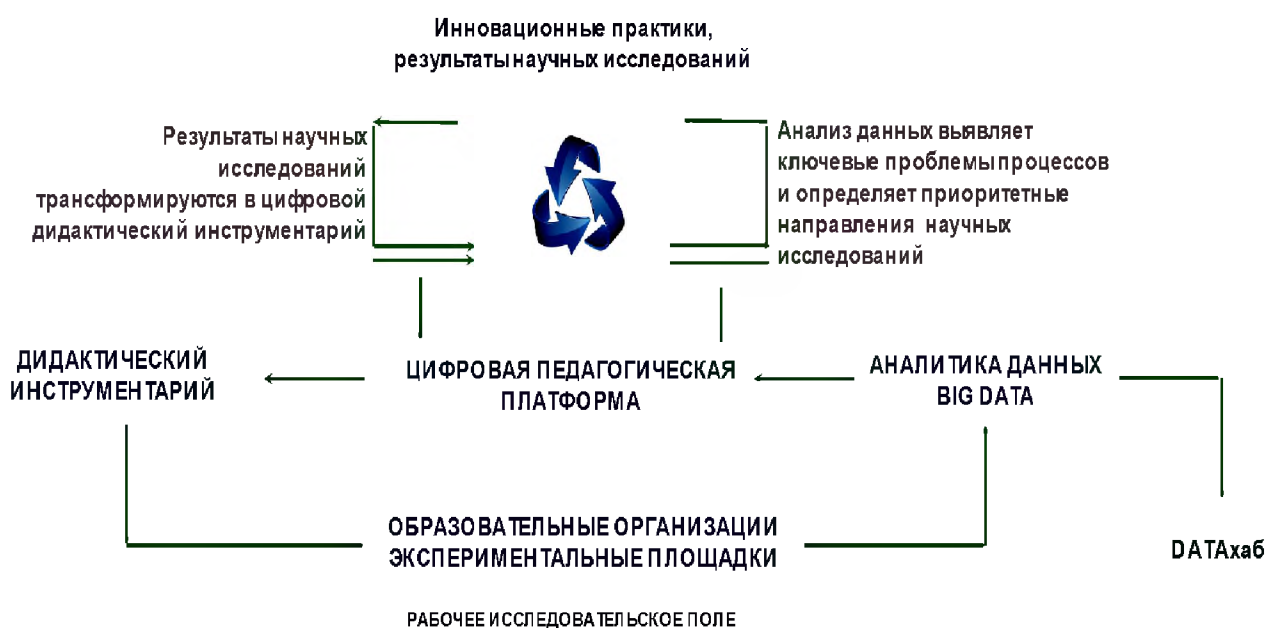 Инновационные практики,
результаты научных исследований
Результаты научных
исследований
трансформируются в цифровой
дидактический инструментарий
Анализ данных выявляет
ключевые проблемы процессов
и определяет приоритетные
направления научных
исследований
ДИДАКТИЧЕСКИЙ
ИНСТРУМЕНТАРИЙ
ЦИФРОВАЯ ПЕДАГОГИЧЕСКАЯ
ПЛАТФОРМА
АНАЛИТИКА ДАННЫХ
BIG DATA
ОБРАЗОВАТЕЛЬНЫЕ ОРГАНИЗАЦИИ
ЭКСПЕРИМЕНТАЛЬНЫЕ ПЛОЩАДКИ
DATAхаб
РАБОЧЕЕ ИССЛЕДОВАТЕЛЬСКОЕ ПОЛЕ